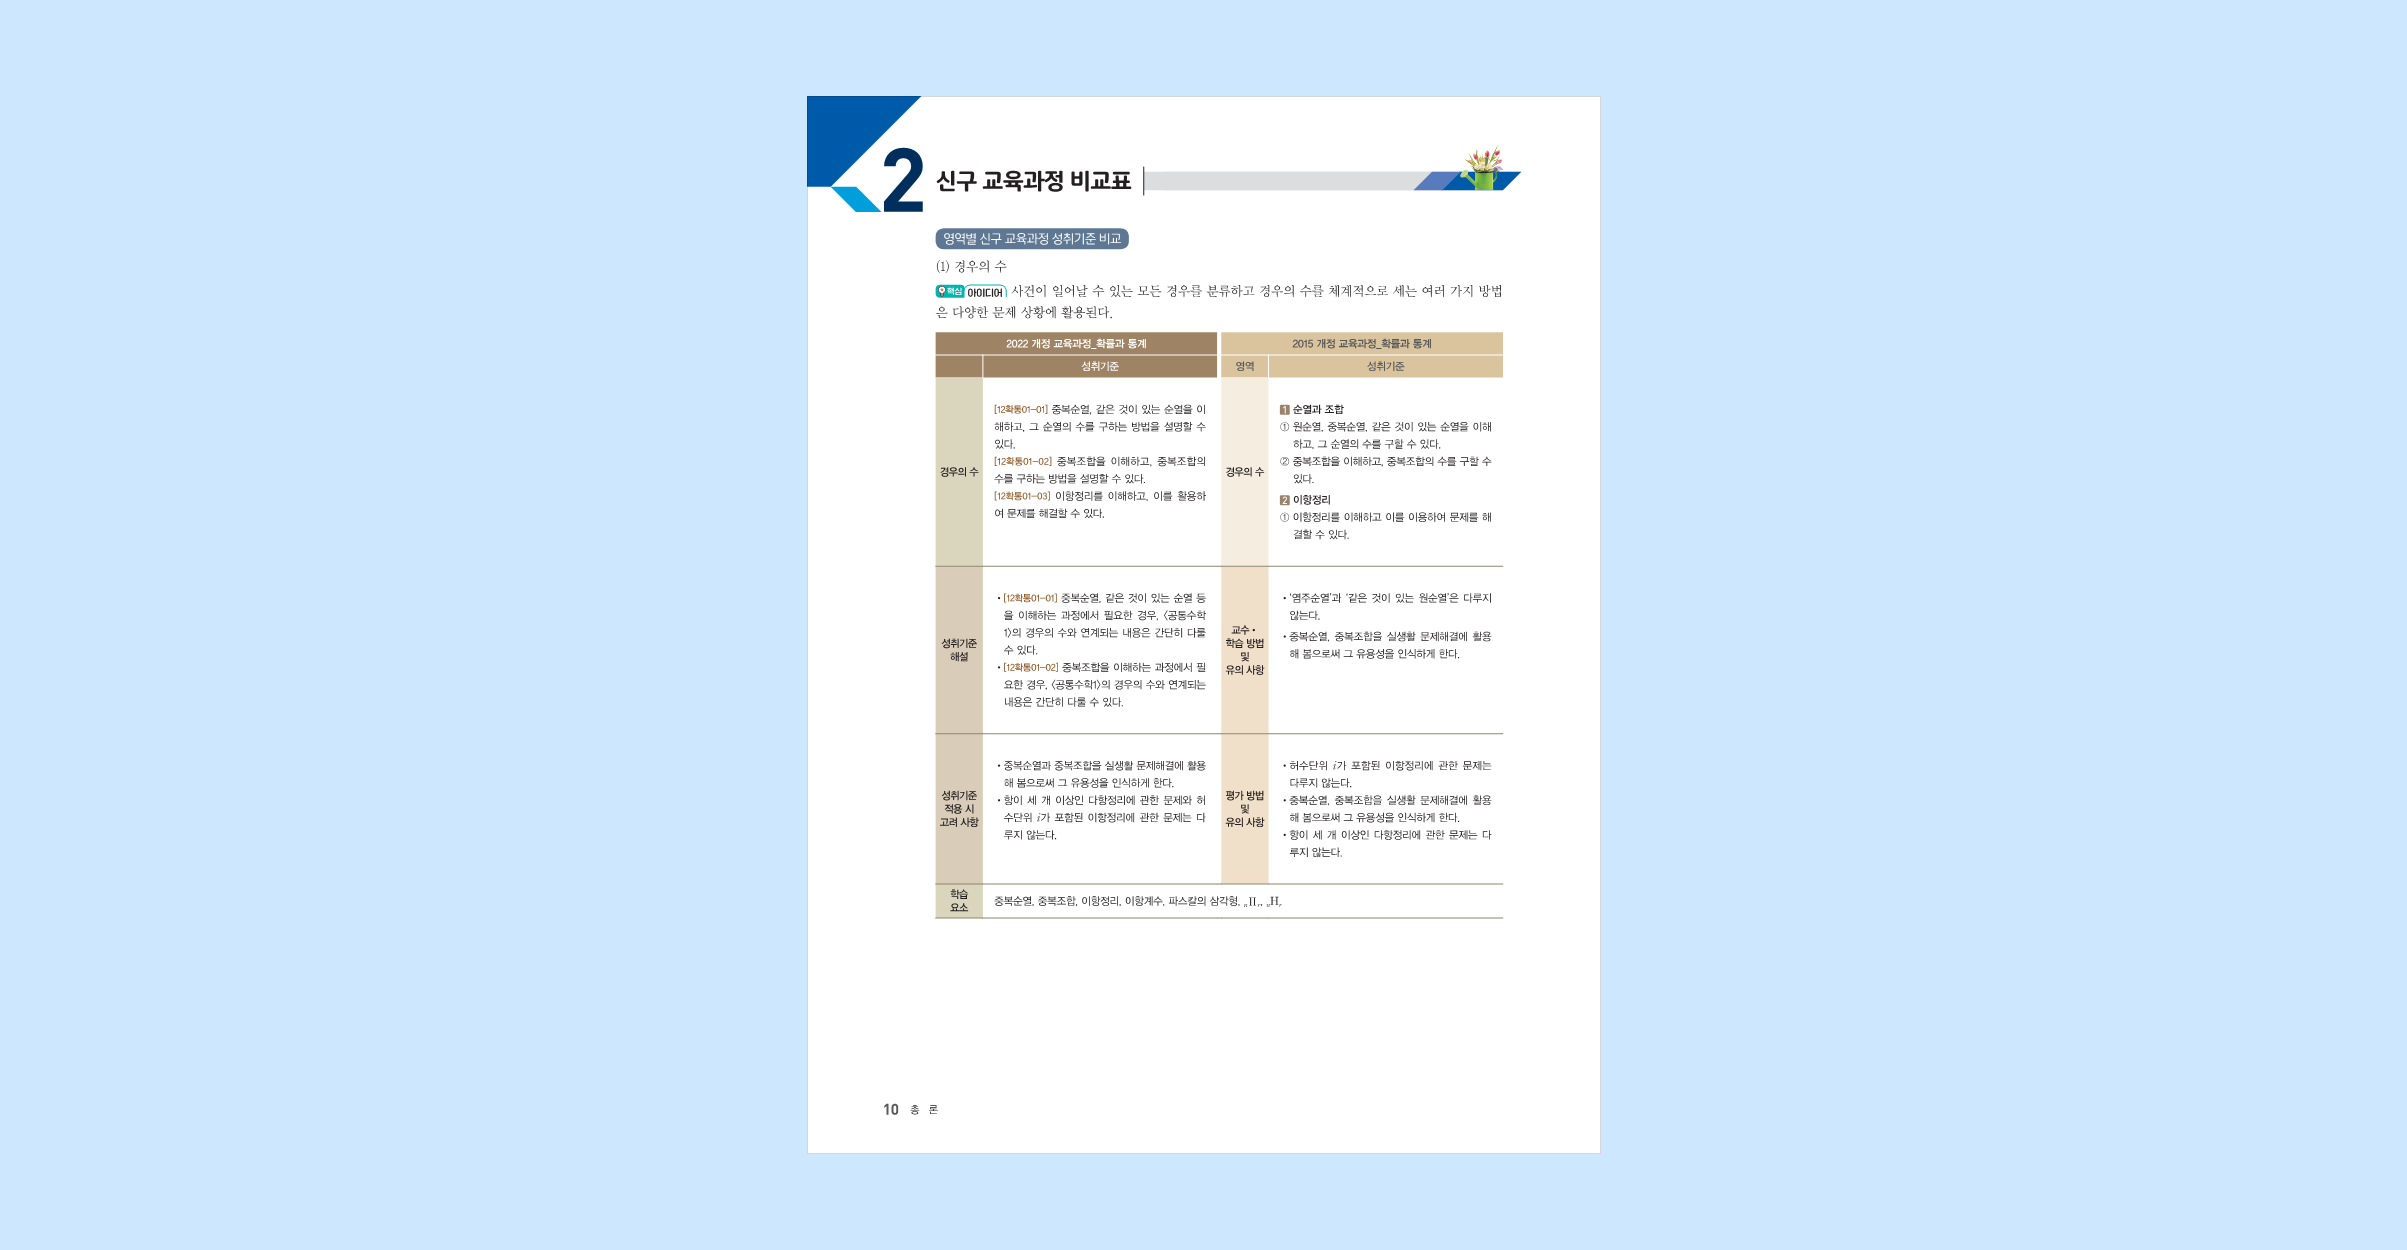 2 신구 교육과정 비교표
영역별 신구 교육과정 성취기준 비교
(1) 경우의 수
핵심 아이디어 사건이 일어날 수 있는 모든 경우를 분류하고 경우의 수를 체계적으로 세는 여러 가지 방법
은 다양한 문제 상황에 활용된다.
2022 개정 교육과정_확률과 통계
성취기준
경우의 수
[12확통01-01] 중복순열, 같은 것이 있는 순열을 이
해하고, 그 순열의 수를 구하는 방법을 설명할 수
있다.
[12확통01-02] 중복조합을 이해하고, 중복조합의
수를 구하는 방법을 설명할 수 있다.
[12확통01-03] 이항정리를 이해하고, 이를 활용하
여 문제를 해결할 수 있다.
2015 개정 교육과정_확률과 통계
영역 성취기준
경우의 수
1 순열과 조합
① 원순열, 중복순열, 같은 것이 있는 순열을 이해
하고, 그 순열의 수를 구할 수 있다.
② 중복조합을 이해하고, 중복조합의 수를 구할 수
있다.
2 이항정리
① 이항정리를 이해하고 이를 이용하여 문제를 해
결할 수 있다.
성취기준
해설
• [12확통01-01] 중복순열, 같은 것이 있는 순열 등
을 이해하는 과정에서 필요한 경우, <공통수학
1>의 경우의 수와 연계되는 내용은 간단히 다룰
수 있다.
• [12확통01-02] 중복조합을 이해하는 과정에서 필
요한 경우, <공통수학1>의 경우의 수와 연계되는
내용은 간단히 다룰 수 있다.
교수•
학습 방법
및
유의 사항
• '염주순열'과 '같은 것이 있는 원순열'은 다루지
않는다.
• 중복순열, 중복조합을 실생활 문제해결에 활용
해 봄으로써 그 유용성을 인식하게 한다.
성취기준
적용 시
고려 사항
• 중복순열과 중복조합을 실생활 문제해결에 활용
해 봄으로써 그 유용성을 인식하게 한다.
• 항이 세 개 이상인 다항정리에 관한 문제와 허
수단위 i가 포함된 이항정리에 관한 문제는 다
루지 않는다.
평가 방법
및
유의 사항
• 허수단위 i가 포함된 이항정리에 관한 문제는
다루지 않는다.
• 중복순열, 중복조합을 실생활 문제해결에 활용
해 봄으로써 그 유용성을 인식하게 한다.
• 항이 세 개 이상인 다항정리에 관한 문제는 다
루지 않는다.
학습
요소
중복순열, 중복조합, 이항정리, 이항계수, 파스칼의 삼각형, ₙΠᵣ, ₙHᵣ
10 총 론